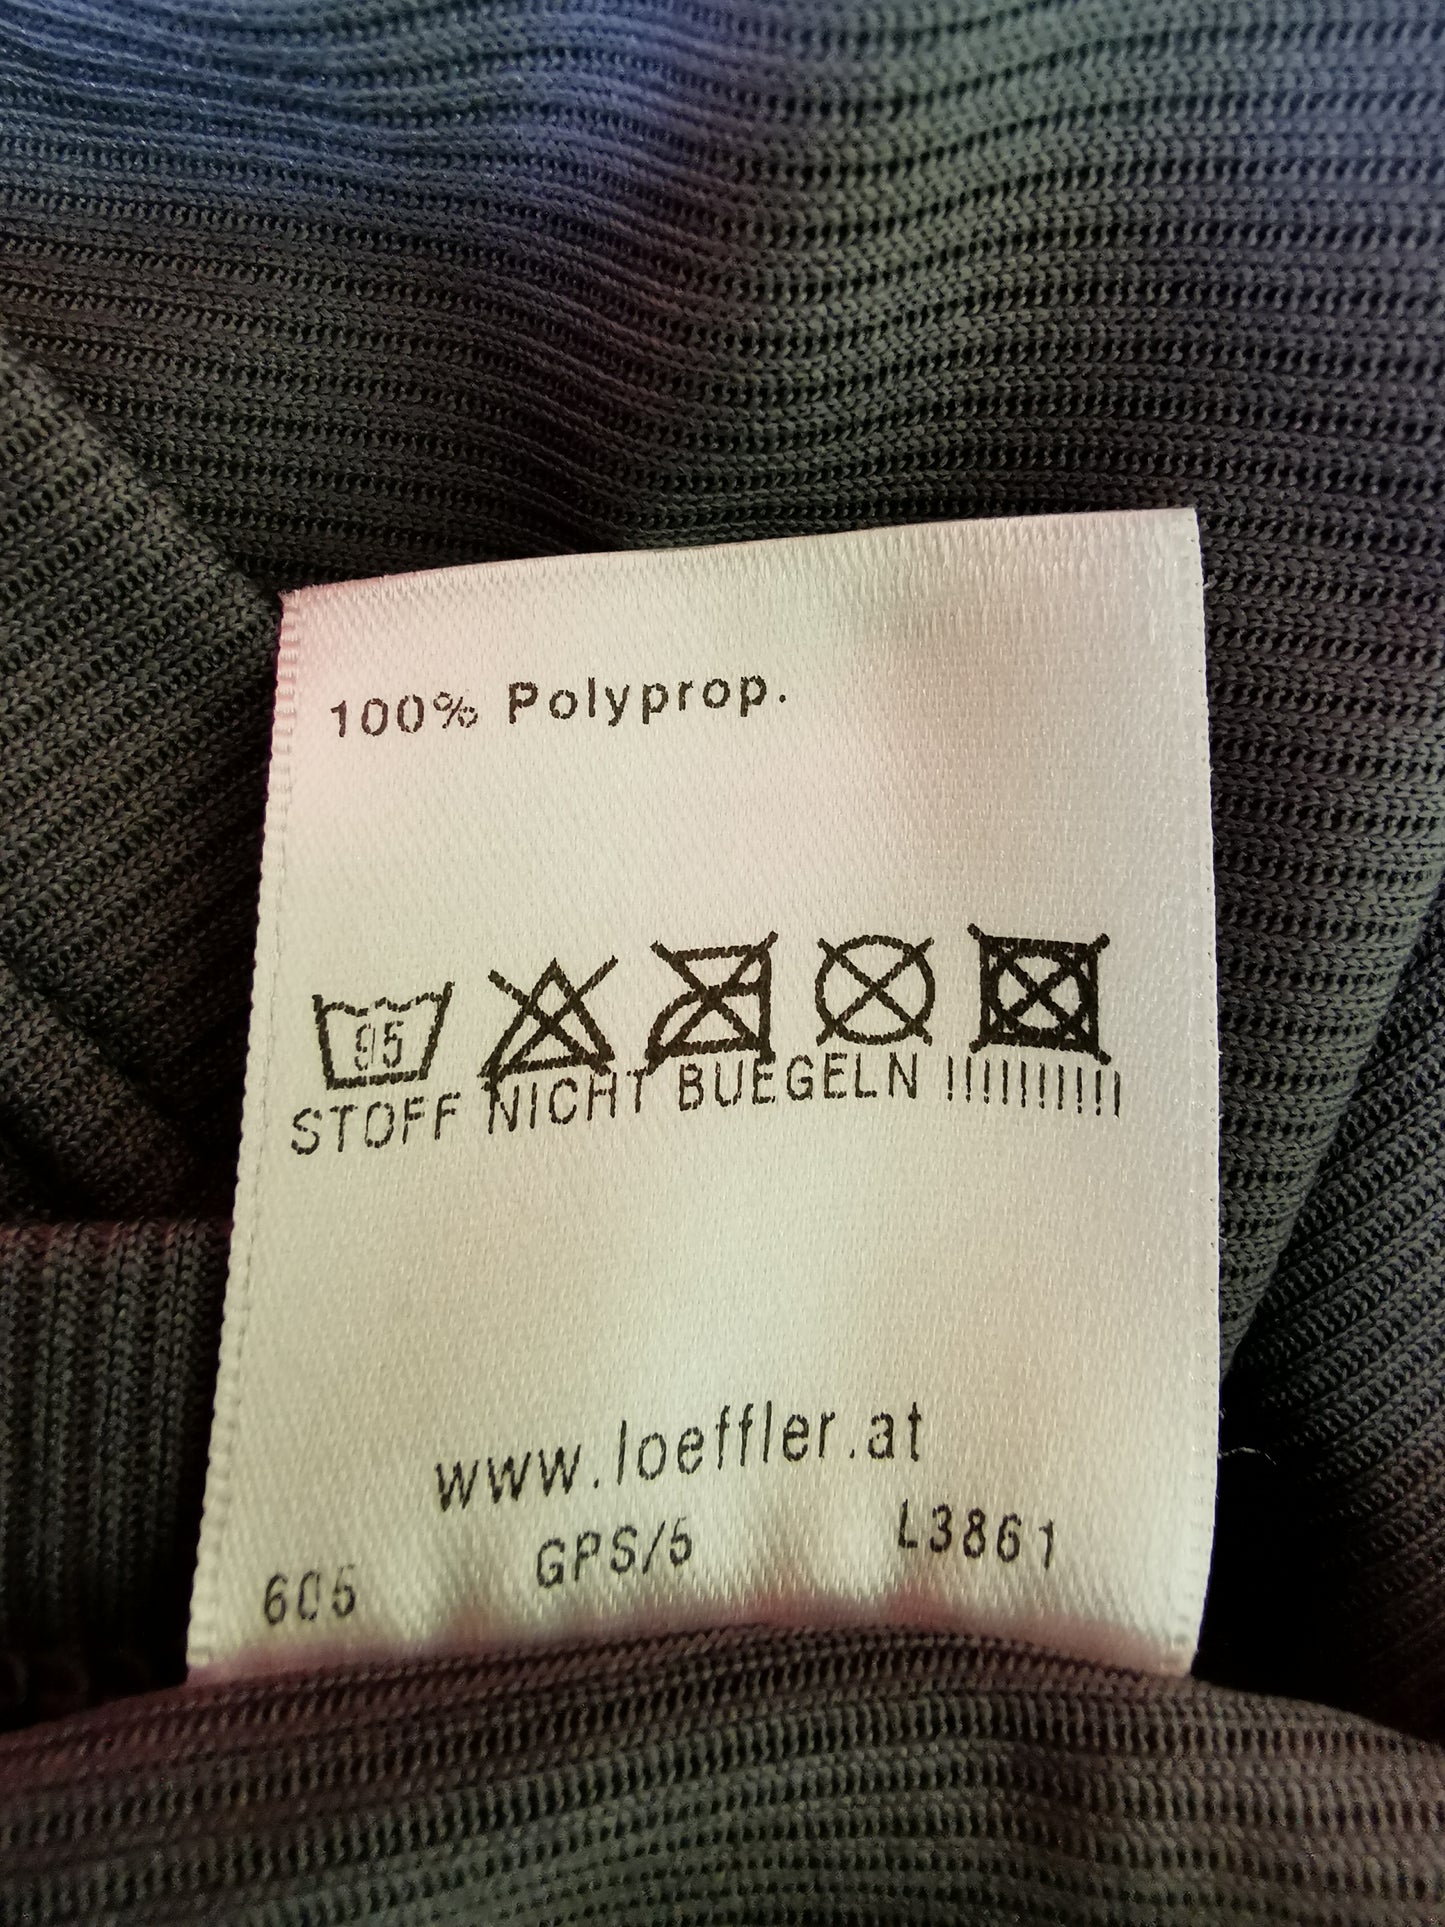 100% Polyprop.
95
STOFF NICHT BUEGELN !!!!!!!!!!
www.loeffler.at
605 GPS/5 L3861